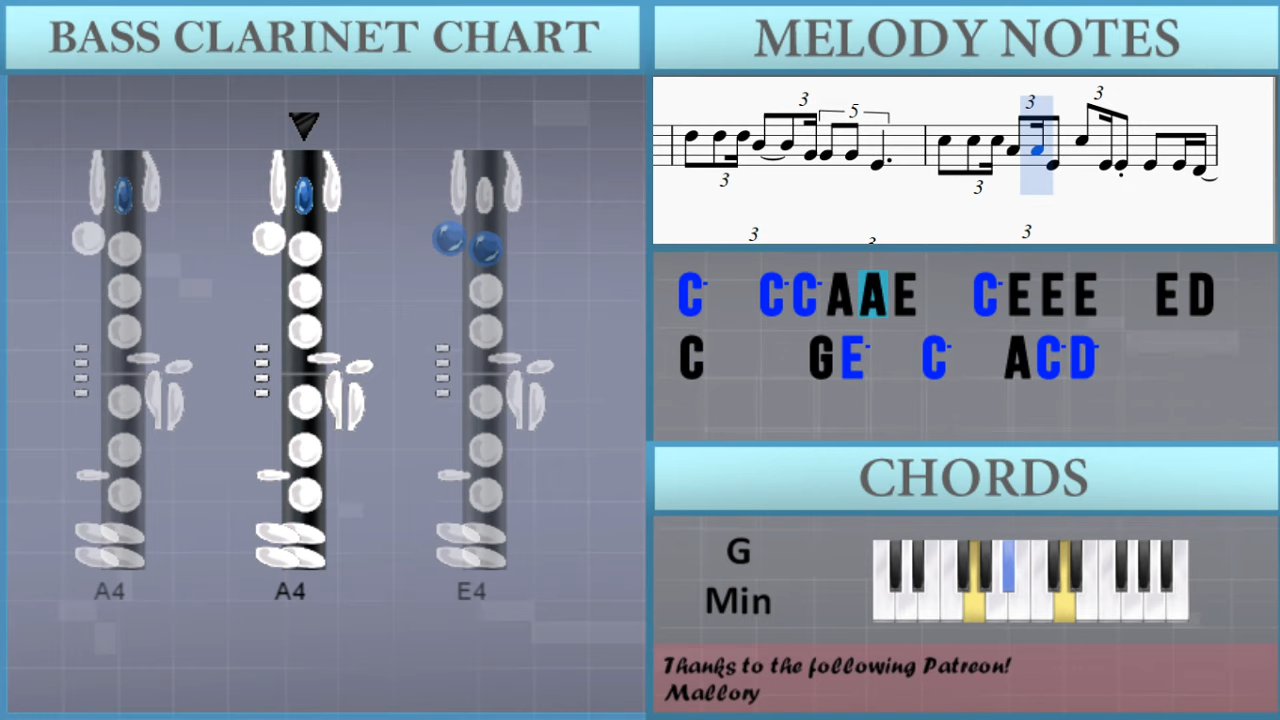 BASS CLARINET CHART
A4 A4 E4
MELODY NOTES
3 3 5 3 3 3
3 3 3
C CCAAE CEEE ED
C GE C ACD
CHORDS
G
Min
Thanks to the following Patreon!
Mallory